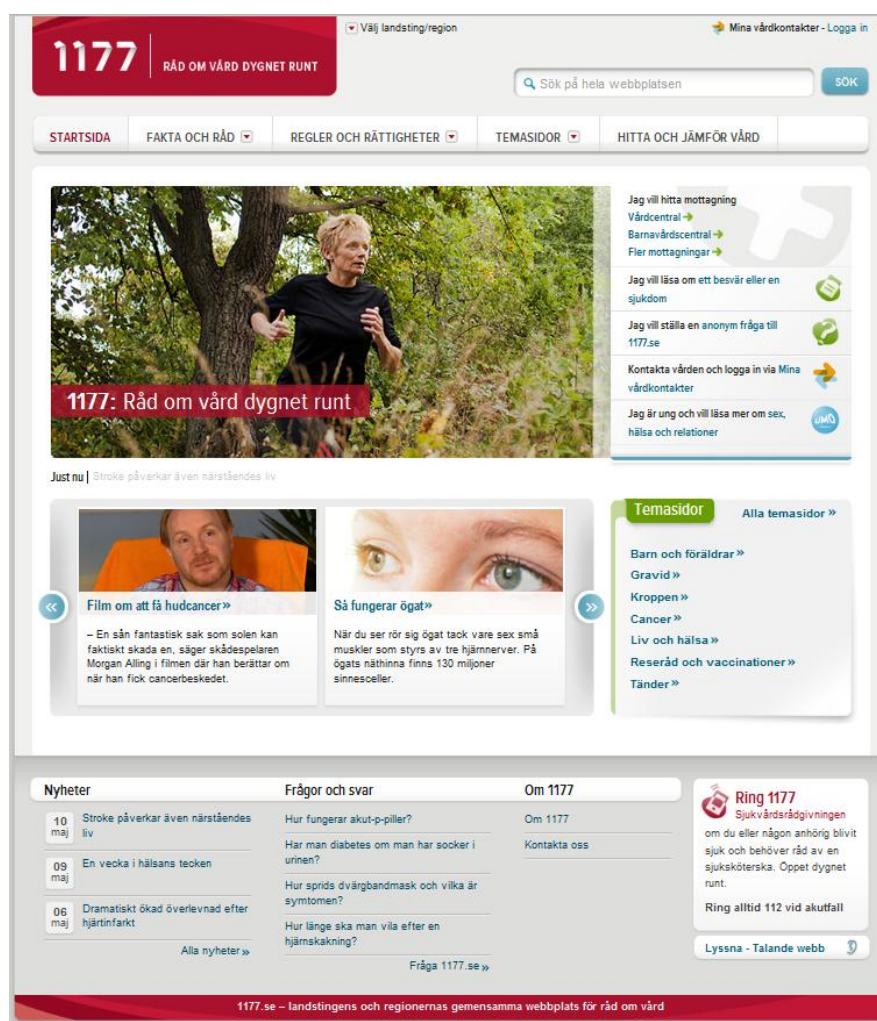 Välj landsting/region
Mina vårdkontakter - Logga in
1177
RÅD OM VÅRD DYGNET RUNT
Sök på hela webbplatsen
SÖK
STARTSIDA
FAKTA OCH RÅD
REGLER OCH RÄTTIGHETER
TEMASIDOR
HITTA OCH JÄMFÖR VÅRD
1177: Råd om vård dygnet runt
Jag vill hitta mottagning
Vårdcentral
Barnavårdscentral
Fler mottagningar
Jag vill läsa om ett besvär eller en
sjukdom
Jag vill ställa en anonym fråga till
1177.se
Kontakta vården och logga in via Mina
vårdkontakter
Jag är ung och vill läsa mer om sex,
hälsa och relationer
UMO
Just nu | Stroke påverkar även närståendes liv
«
Film om att få hudcancer»
– En sån fantastisk sak som solen kan
faktiskt skada en, säger skådespelaren
Morgan Alling i filmen där han berättar om
när han fick cancerbeskedet.
Så fungerar ögat»
När du ser rör sig ögat tack vare sex små
muskler som styrs av tre hjärnnerver. På
ögats näthinna finns 130 miljoner
sinnesceller.
»
Temasidor
Alla temasidor »
Barn och föräldrar »
Gravid »
Kroppen »
Cancer »
Liv och hälsa »
Reseråd och vaccinationer »
Tänder »
Nyheter
10
maj
Stroke påverkar även närståendes
liv
09
maj
En vecka i hälsans tecken
06
maj
Dramatiskt ökad överlevnad efter
hjärtinfarkt
Alla nyheter »
Frågor och svar
Hur fungerar akut-p-piller?
Har man diabetes om man har socker i
urinen?
Hur sprids dvärgbandmask och vilka är
symtomen?
Hur länge ska man vila efter en
hjärnskakning?
Fråga 1177.se »
Om 1177
Om 1177
Kontakta oss
Ring 1177
Sjukvårdsrådgivningen
om du eller någon anhörig blivit
sjuk och behöver råd av en
sjuksköterska. Öppet dygnet
runt.
Ring alltid 112 vid akutfall
Lyssna - Talande webb
1177.se – landstingens och regionernas gemensamma webbplats för råd om vård